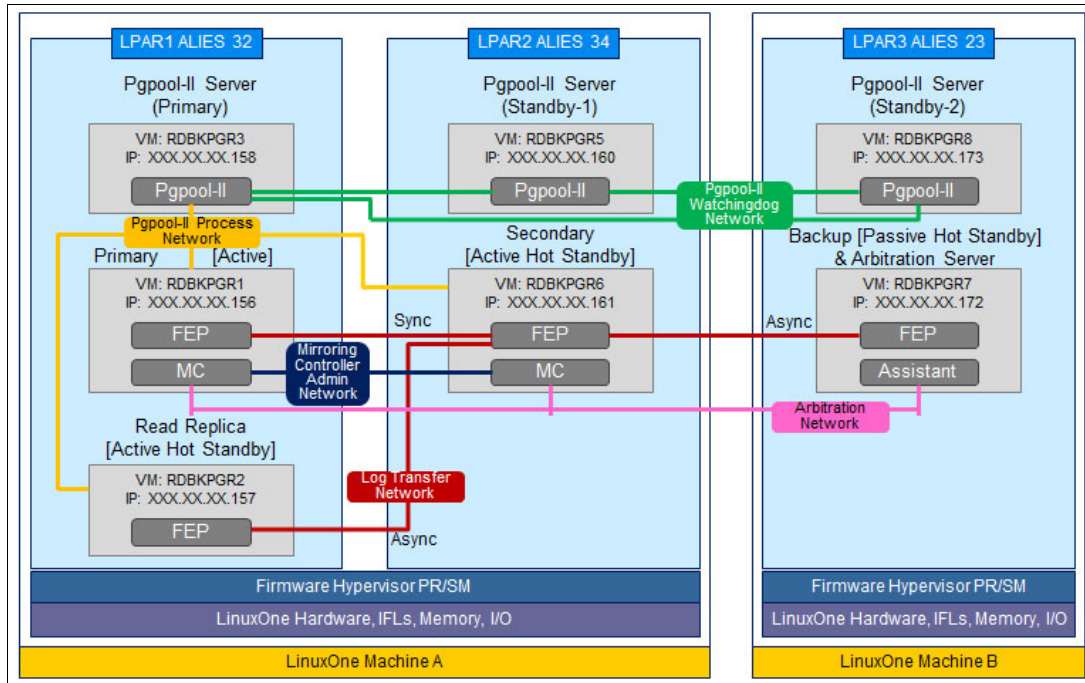 LPAR1 ALIES 32
Pgpool-II Server
(Primary)
VM: RDBKPGR3
IP: XXX.XX.XX.158
Pgpool-II
Pgpool-II Process
Network
Primary [Active]
VM: RDBKPGR1
IP: XXX.XX.XX.156
FEP
MC
Read Replica
[Active Hot Standby]
VM: RDBKPGR2
IP: XXX.XX.XX.157
FEP
Mirroring
Controller
Admin
Network
LPAR2 ALIES 34
Pgpool-II Server
(Standby-1)
VM: RDBKPGR5
IP: XXX.XX.XX.160
Pgpool-II
Secondary
[Active Hot Standby]
VM: RDBKPGR6
IP: XXX.XX.XX.161
Sync
FEP
MC
Log Transfer
Network
Async
Pgpool-II
Watchingdog
Network
LPAR3 ALIES 23
Pgpool-II Server
(Standby-2)
VM: RDBKPGR8
IP: XXX.XX.XX.173
Pgpool-II
Backup [Passive Hot Standby]
& Arbitration Server
VM: RDBKPGR7
IP: XXX.XX.XX.172
Async
FEP
Assistant
Arbitration
Network
Firmware Hypervisor PR/SM
LinuxOne Hardware, IFLs, Memory, I/O
LinuxOne Machine A
Firmware Hypervisor PR/SM
LinuxOne Hardware, IFLs, Memory, I/O
LinuxOne Machine B